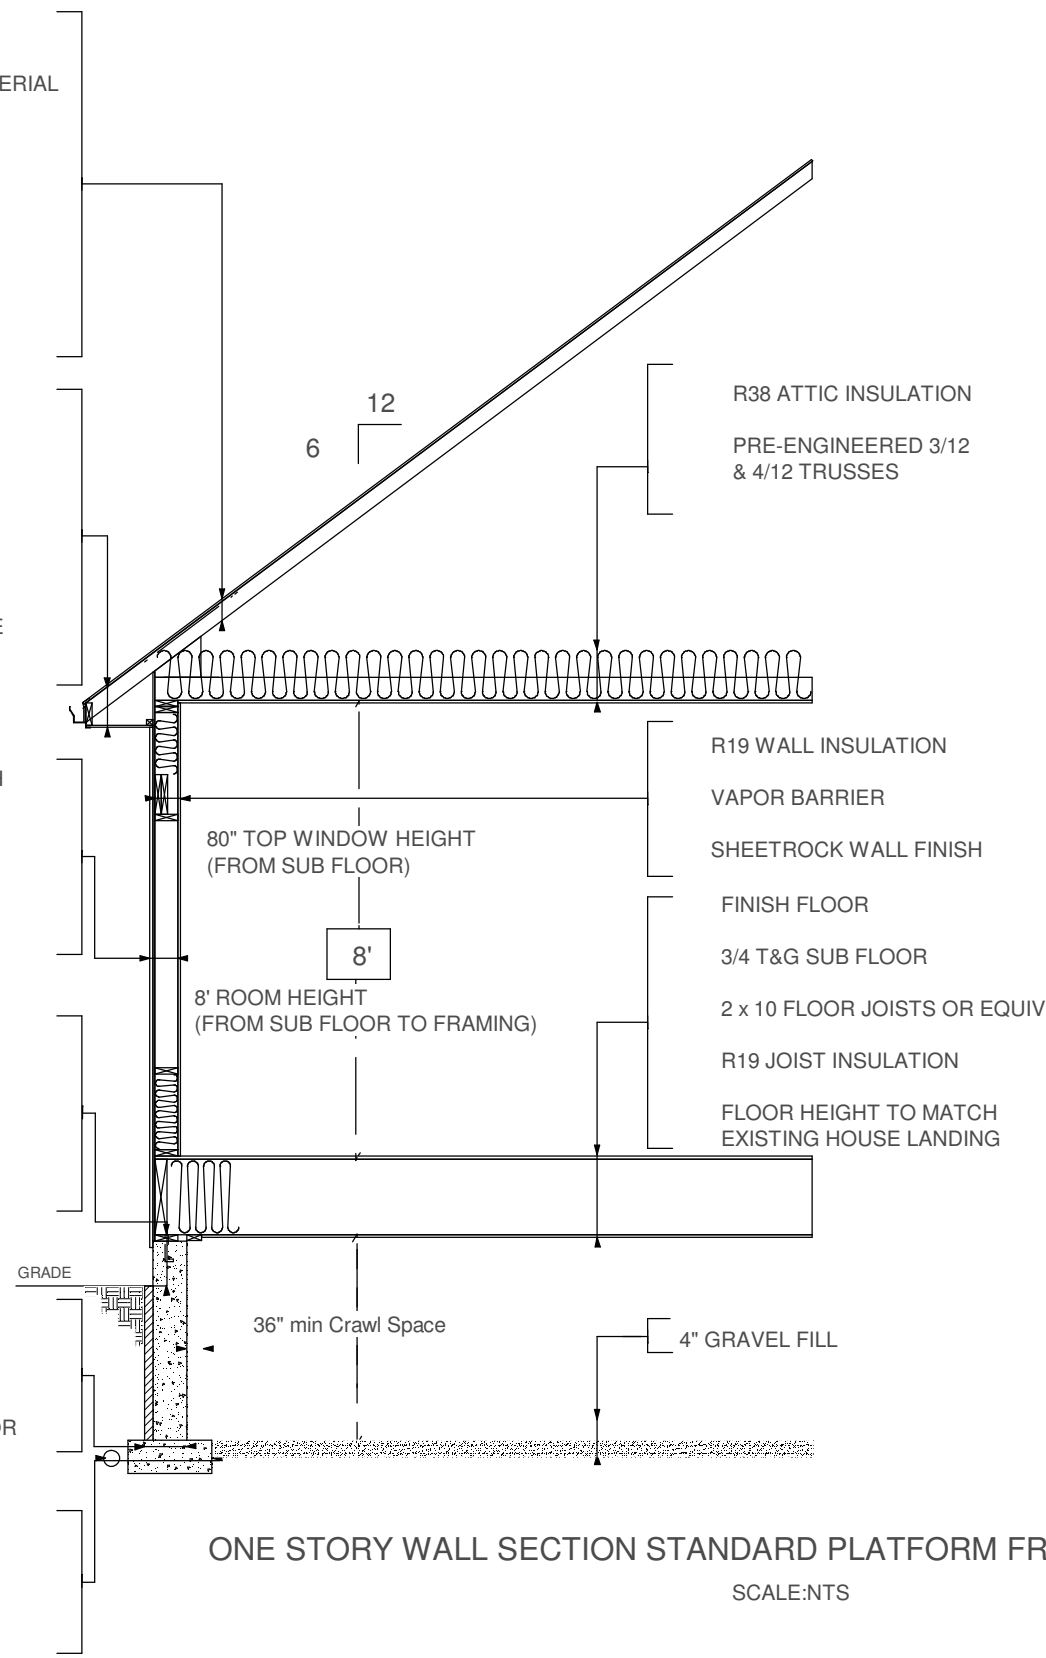 ERIAL
12
6
R38 ATTIC INSULATION
PRE-ENGINEERED 3/12
& 4/12 TRUSSES
E
H
R19 WALL INSULATION
VAPOR BARRIER
SHEETROCK WALL FINISH
80" TOP WINDOW HEIGHT
(FROM SUB FLOOR)
8'
8' ROOM HEIGHT
(FROM SUB FLOOR TO FRAMING)
FINISH FLOOR
3/4 T&G SUB FLOOR
2 x 10 FLOOR JOISTS OR EQUIV
R19 JOIST INSULATION
FLOOR HEIGHT TO MATCH
EXISTING HOUSE LANDING
GRADE
36" min Crawl Space
4" GRAVEL FILL
OR
ONE STORY WALL SECTION STANDARD PLATFORM FR
SCALE:NTS